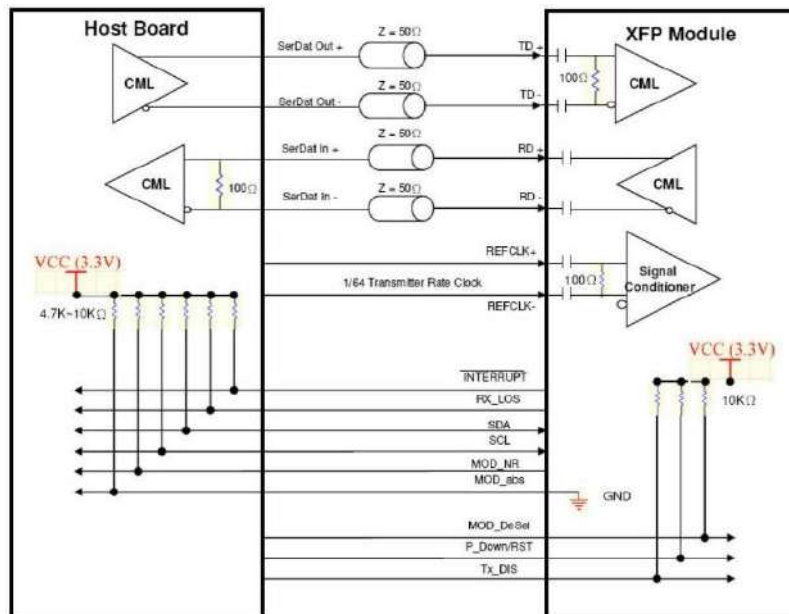 Host Board
XFP Module
SerDat Out +
Z = 50Ω
TD +
CML
100Ω
CML
SerDat Out -
Z = 50Ω
TD -
SerDat In +
Z = 50Ω
RD +
CML
100Ω
CML
SerDat In -
Z = 50Ω
RD -
REFCLK+
VCC (3.3V)
1/64 Transmitter Rate Clock
100Ω
Signal
Conditioner
REFCLK-
4.7K~10KΩ
VCC (3.3V)
INTERRUPT
RX_LOS
10KΩ
SDA
SCL
MOD_NR
MOD_abs
GND
MOD_DeSel
P_Down/RST
Tx_DIS